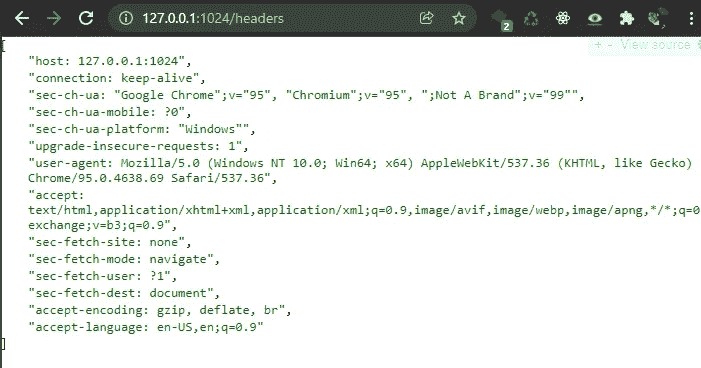 127.0.0.1:1024/headers
2
[
+ - View source
"host: 127.0.0.1:1024",
"connection: keep-alive",
"sec-ch-ua: "Google Chrome";v="95", "Chromium";v="95", ";Not A Brand";v="99"",
"sec-ch-ua-mobile: ?0",
"sec-ch-ua-platform: "Windows"",
"upgrade-insecure-requests: 1",
"user-agent: Mozilla/5.0 (Windows NT 10.0; Win64; x64) AppleWebKit/537.36 (KHTML, like Gecko)
Chrome/95.0.4638.69 Safari/537.36",
"accept:
text/html,application/xhtml+xml,application/xml;q=0.9,image/avif,image/webp,image/apng,*/*;q=0
exchange;v=b3;q=0.9",
"sec-fetch-site: none",
"sec-fetch-mode: navigate",
"sec-fetch-user: ?1",
"sec-fetch-dest: document",
"accept-encoding: gzip, deflate, br",
"accept-language: en-US,en;q=0.9"
]